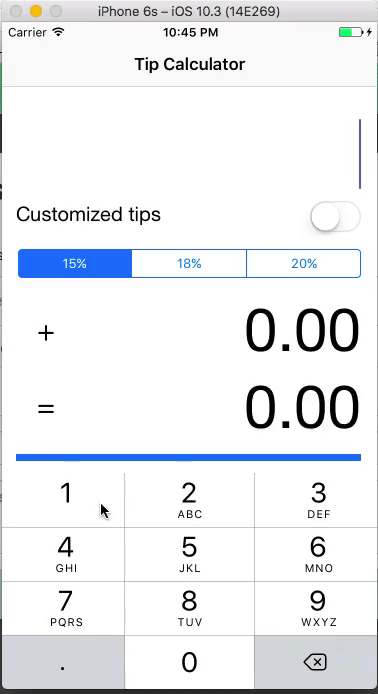 iPhone 6s – iOS 10.3 (14E269)
Carrier 10:45 PM
Tip Calculator
Customized tips
15% 18% 20%
+ 0.00
= 0.00
1 2 3
ABC DEF
4 5 6
GHI JKL MNO
7 8 9
PQRS TUV WXYZ
. 0